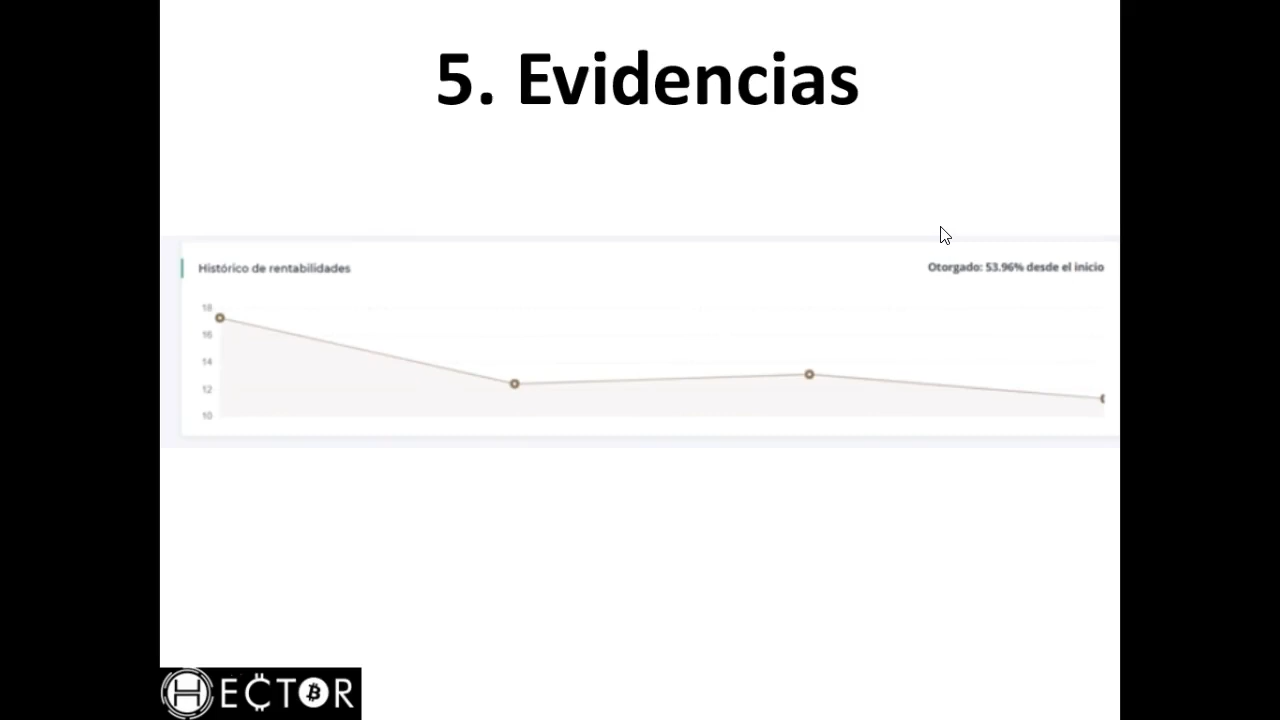 5. Evidencias
Histórico de rentabilidades
Otorgado: 53.96% desde el inicio
18
16
14
12
10
HECTOR